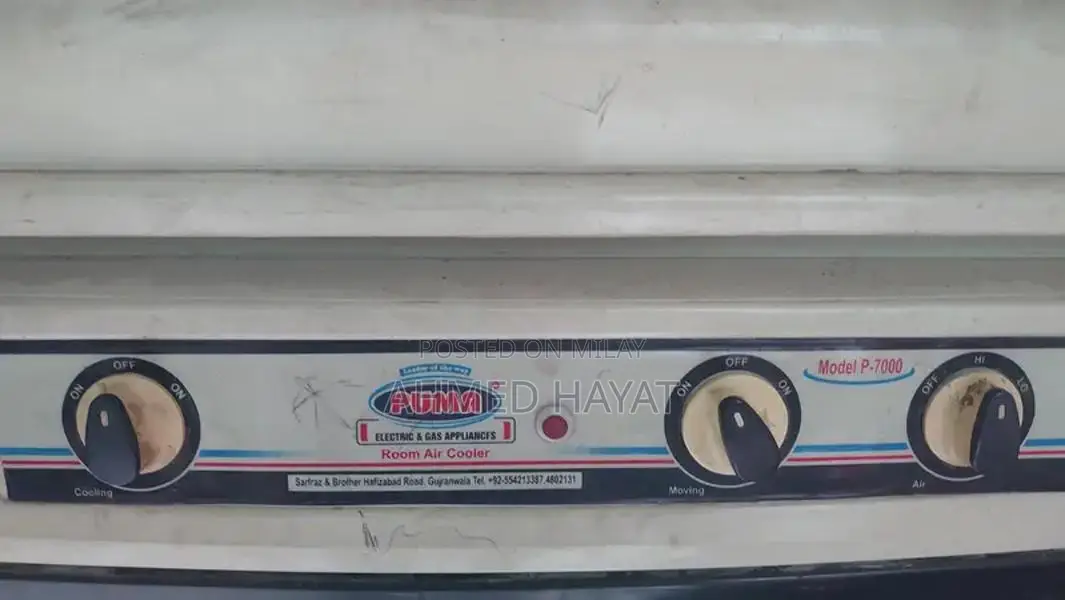 POSTED ON MILAY
AHMED HAYAT
ON OFF ON
Cooling
Leader of the way
ELECTRIC & GAS APPLIANCES
Room Air Cooler
Sarfraz & Brother Hafizabad Road, Gujranwala Tel. +92-554213387,4802131
ON OFF ON
Moving
Model P-7000
OFF HI LO
Air